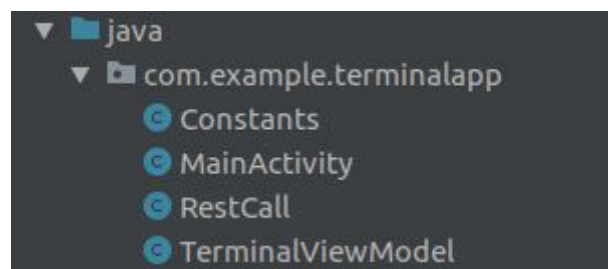 java
com.example.terminalapp
Constants
MainActivity
RestCall
TerminalViewModel